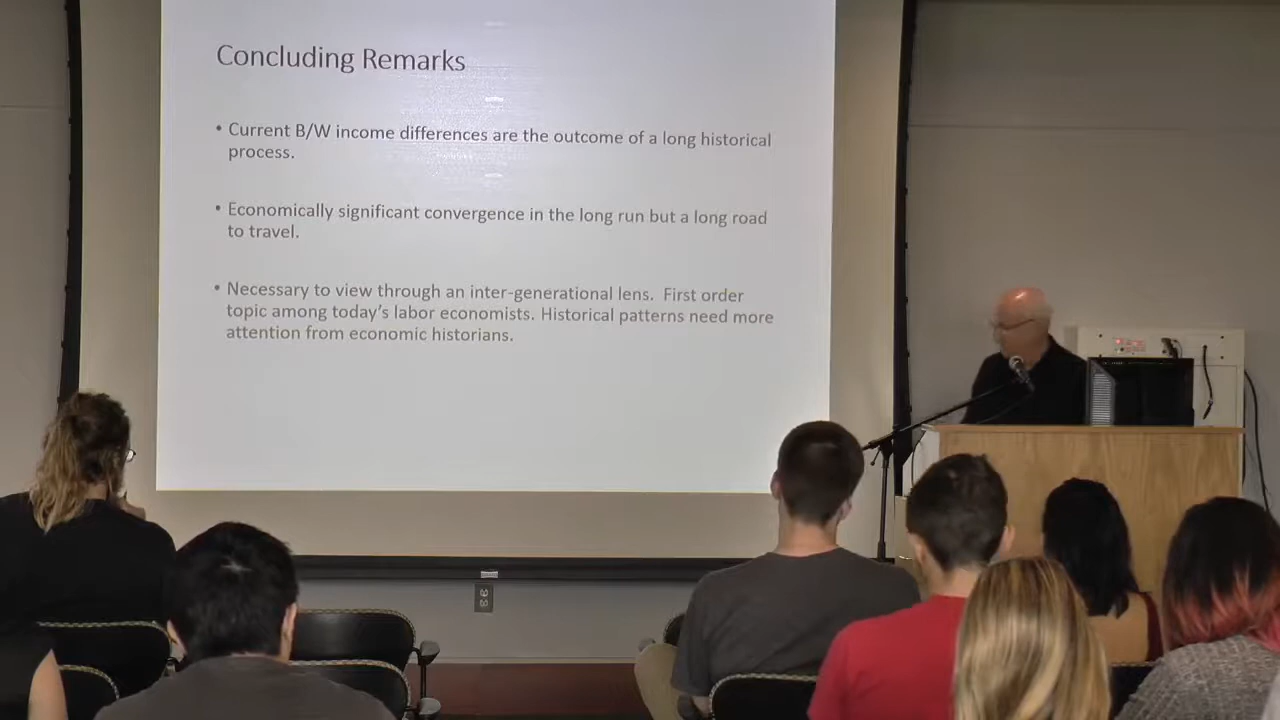 Concluding Remarks
• Current B/W income differences are the outcome of a long historical
process.
• Economically significant convergence in the long run but a long road
to travel.
• Necessary to view through an inter-generational lens.  First order
topic among today's labor economists. Historical patterns need more
attention from economic historians.